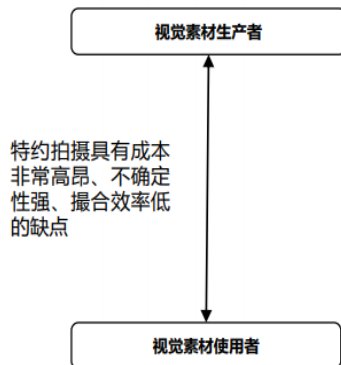 视觉素材生产者
特约拍摄具有成本
非常高昂、不确定
性强、撮合效率低
的缺点
视觉素材使用者